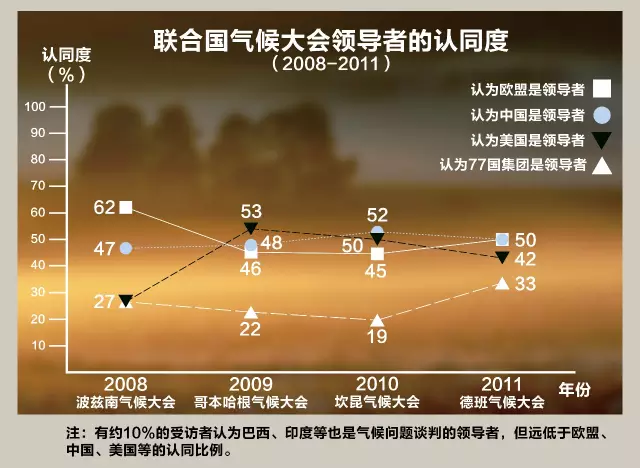 联合国气候大会领导者的认同度
（2008-2011）
认同度
（%）
认为欧盟是领导者
认为中国是领导者
认为美国是领导者
认为77国集团是领导者
100
90
80
70
60
50
40
30
20
10
62
47
27
53
48
46
22
52
50
45
19
50
42
33
2008
波兹南气候大会
2009
哥本哈根气候大会
2010
坎昆气候大会
2011
德班气候大会
年份
注：有约10%的受访者认为巴西、印度等也是气候问题谈判的领导者，但远低于欧盟、
中国、美国等的认同比例。